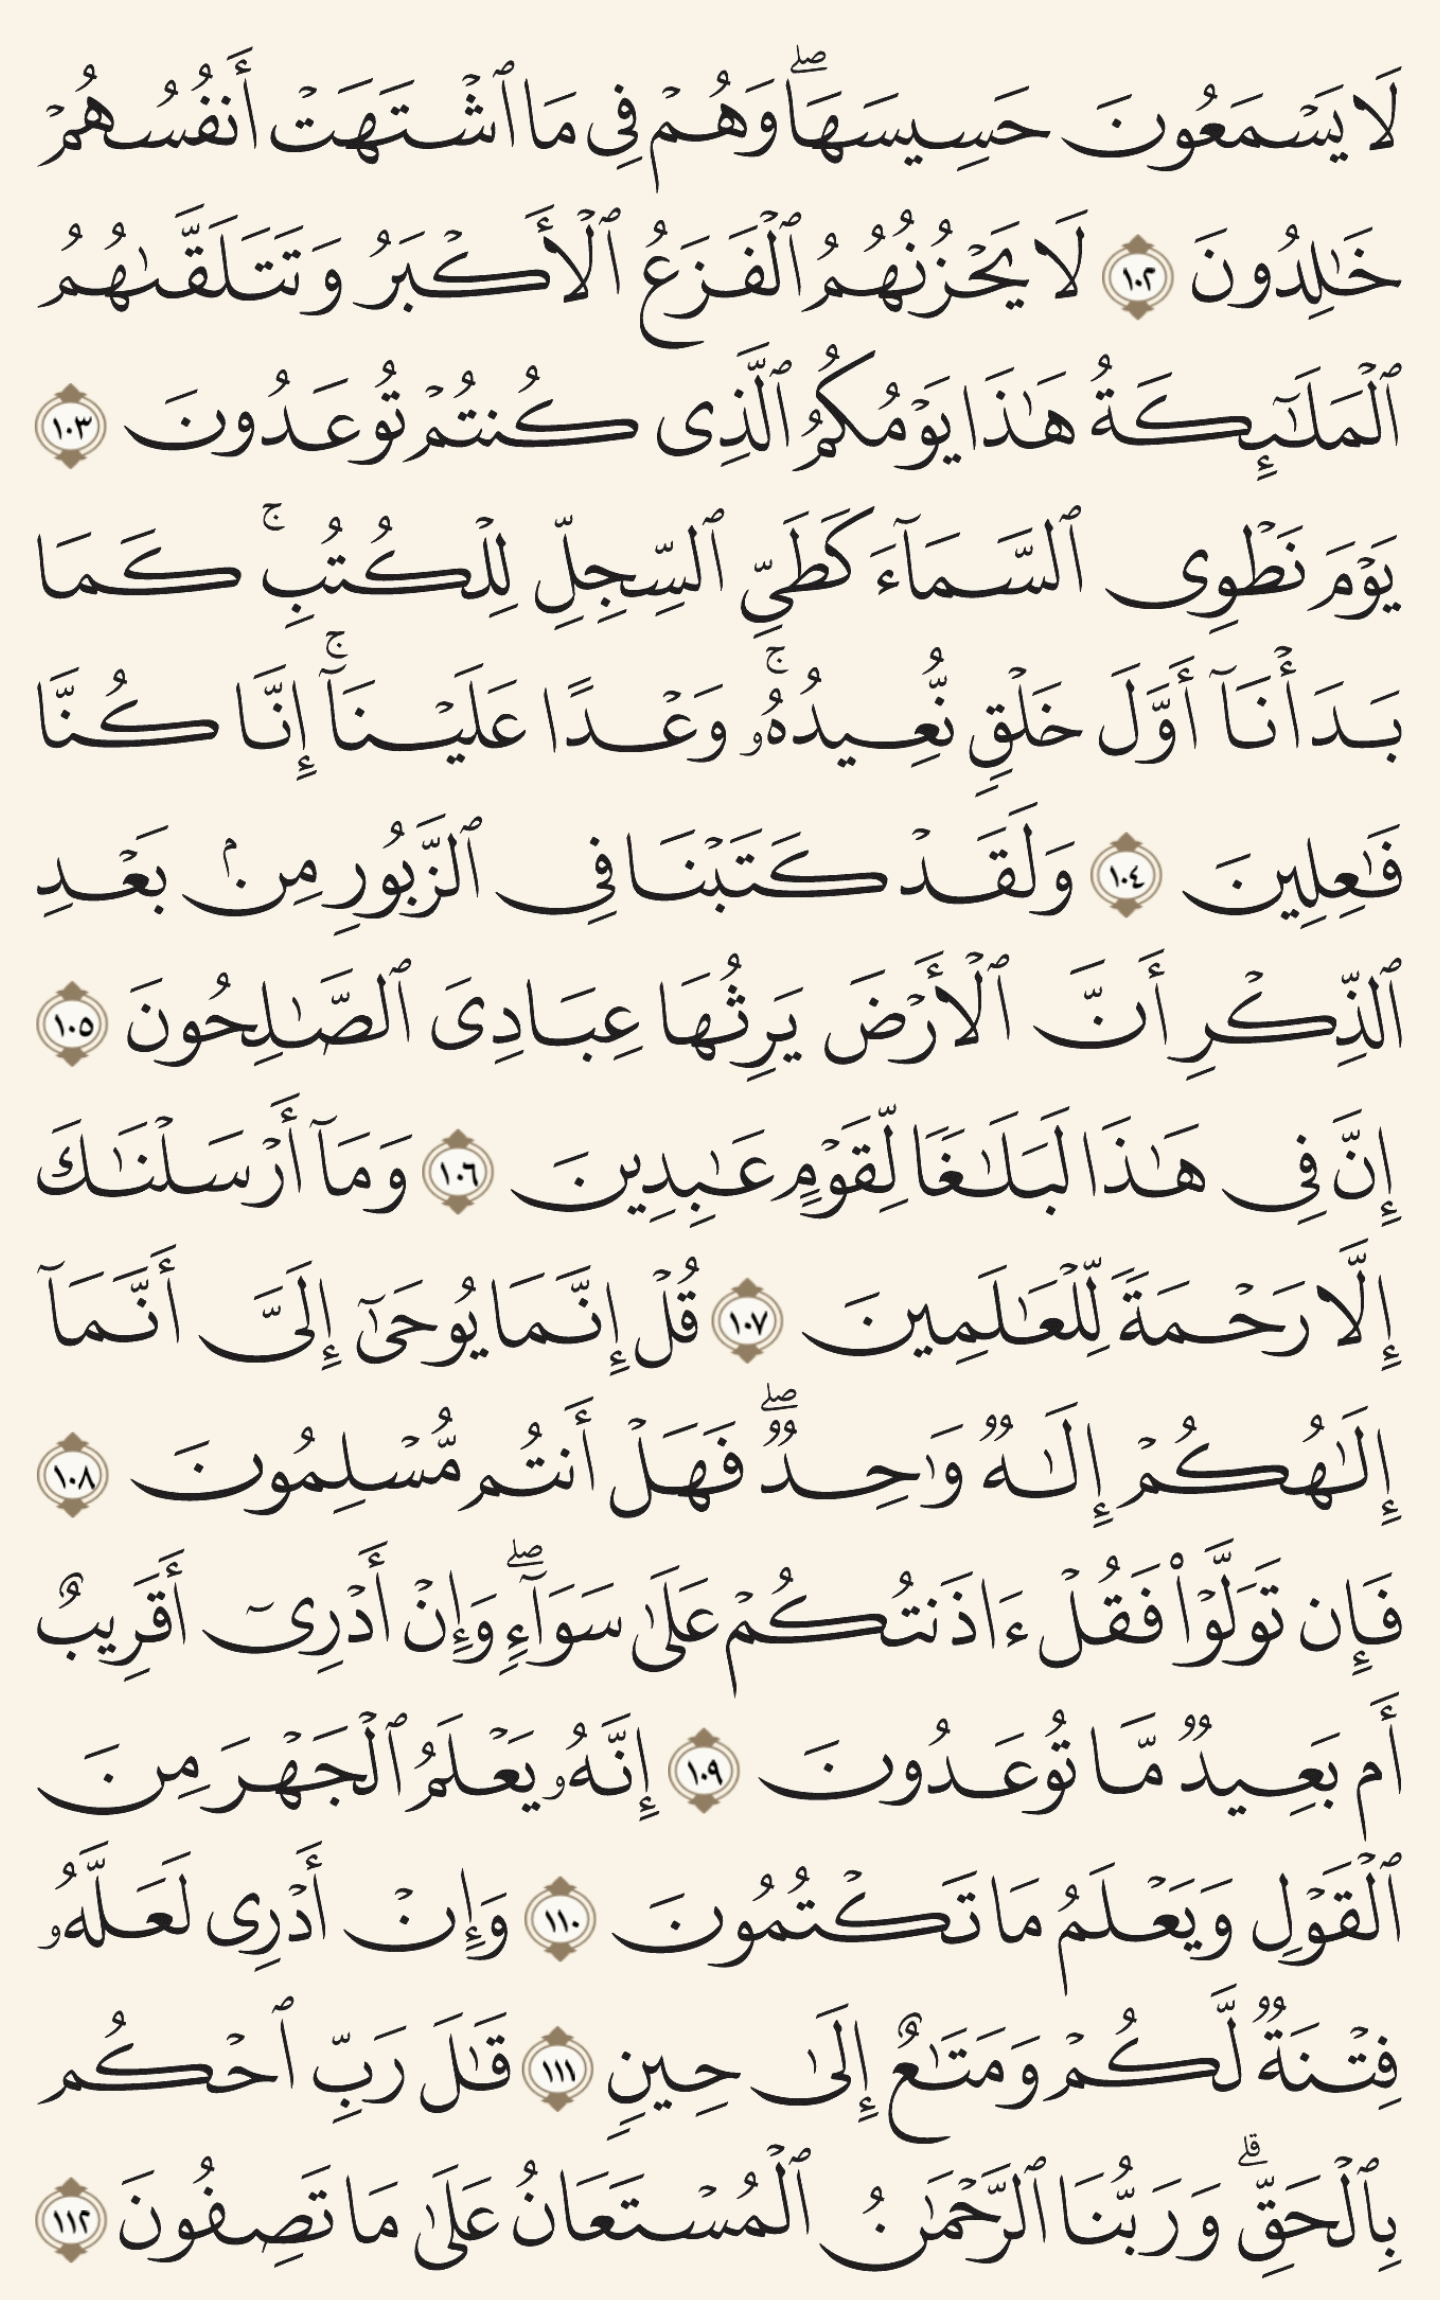 لَا يَسْمَعُونَ حَسِيسَهَا ۖ وَهُمْ فِى مَا ٱشْتَهَتْ أَنفُسُهُمْ
خَـٰلِدُونَ ١٠٢ لَا يَحْزُنُهُمُ ٱلْفَزَعُ ٱلْأَكْبَرُ وَتَتَلَقَّىٰهُمُ
ٱلْمَلَـٰٓئِكَةُ هَـٰذَا يَوْمُكُمُ ٱلَّذِى كُنتُمْ تُوعَدُونَ ١٠٣
يَوْمَ نَطْوِى ٱلسَّمَآءَ كَطَىِّ ٱلسِّجِلِّ لِلْكُتُبِ ۚ كَمَا
بَدَأْنَآ أَوَّلَ خَلْقٍ نُّعِيدُهُۥ ۚ وَعْدًا عَلَيْنَآ ۚ إِنَّا كُنَّا
فَـٰعِلِينَ ١٠٤ وَلَقَدْ كَتَبْنَا فِى ٱلزَّبُورِ مِنۢ بَعْدِ
ٱلذِّكْرِ أَنَّ ٱلْأَرْضَ يَرِثُهَا عِبَادِىَ ٱلصَّـٰلِحُونَ ١٠٥
إِنَّ فِى هَـٰذَا لَبَلَـٰغًا لِّقَوْمٍ عَـٰبِدِينَ ١٠٦ وَمَآ أَرْسَلْنَـٰكَ
إِلَّا رَحْمَةً لِّلْعَـٰلَمِينَ ١٠٧ قُلْ إِنَّمَا يُوحَىٰٓ إِلَىَّ أَنَّمَآ
إِلَـٰهُكُمْ إِلَـٰهٌ وَٰحِدٌ ۖ فَهَلْ أَنتُم مُّسْلِمُونَ ١٠٨
فَإِن تَوَلَّوْا۟ فَقُلْ ءَاذَنتُكُمْ عَلَىٰ سَوَآءٍ ۖ وَإِنْ أَدْرِىٓ أَقَرِيبٌ
أَم بَعِيدٌ مَّا تُوعَدُونَ ١٠٩ إِنَّهُۥ يَعْلَمُ ٱلْجَهْرَ مِنَ
ٱلْقَوْلِ وَيَعْلَمُ مَا تَكْتُمُونَ ١١٠ وَإِنْ أَدْرِى لَعَلَّهُۥ
فِتْنَةٌ لَّكُمْ وَمَتَـٰعٌ إِلَىٰ حِينٍ ١١١ قَـٰلَ رَبِّ ٱحْكُم
بِٱلْحَقِّ ۗ وَرَبُّنَا ٱلرَّحْمَـٰنُ ٱلْمُسْتَعَانُ عَلَىٰ مَا تَصِفُونَ ١١٢